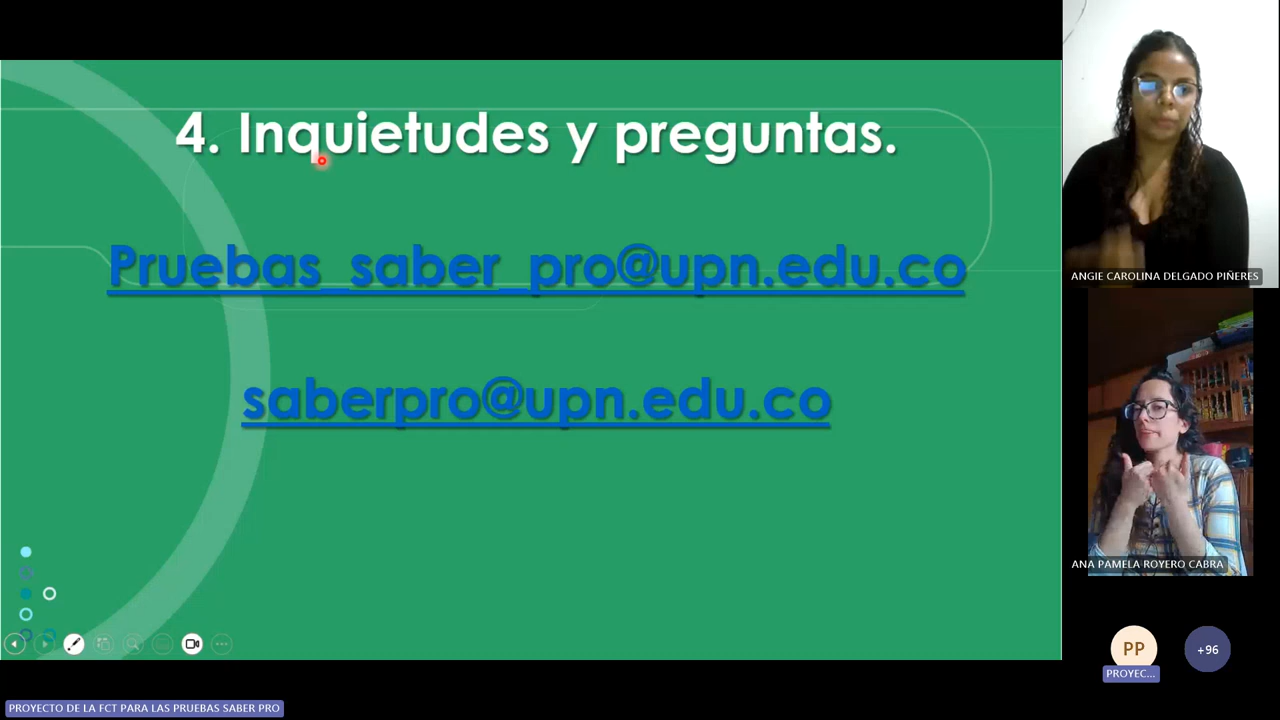 4. Inquietudes y preguntas.
Pruebas_saber_pro@upn.edu.co
saberpro@upn.edu.co
ANGIE CAROLINA DELGADO PIÑERES
ANA PAMELA ROYERO CABRA
PP
PROYEC...
+96
PROYECTO DE LA FCT PARA LAS PRUEBAS SABER PRO